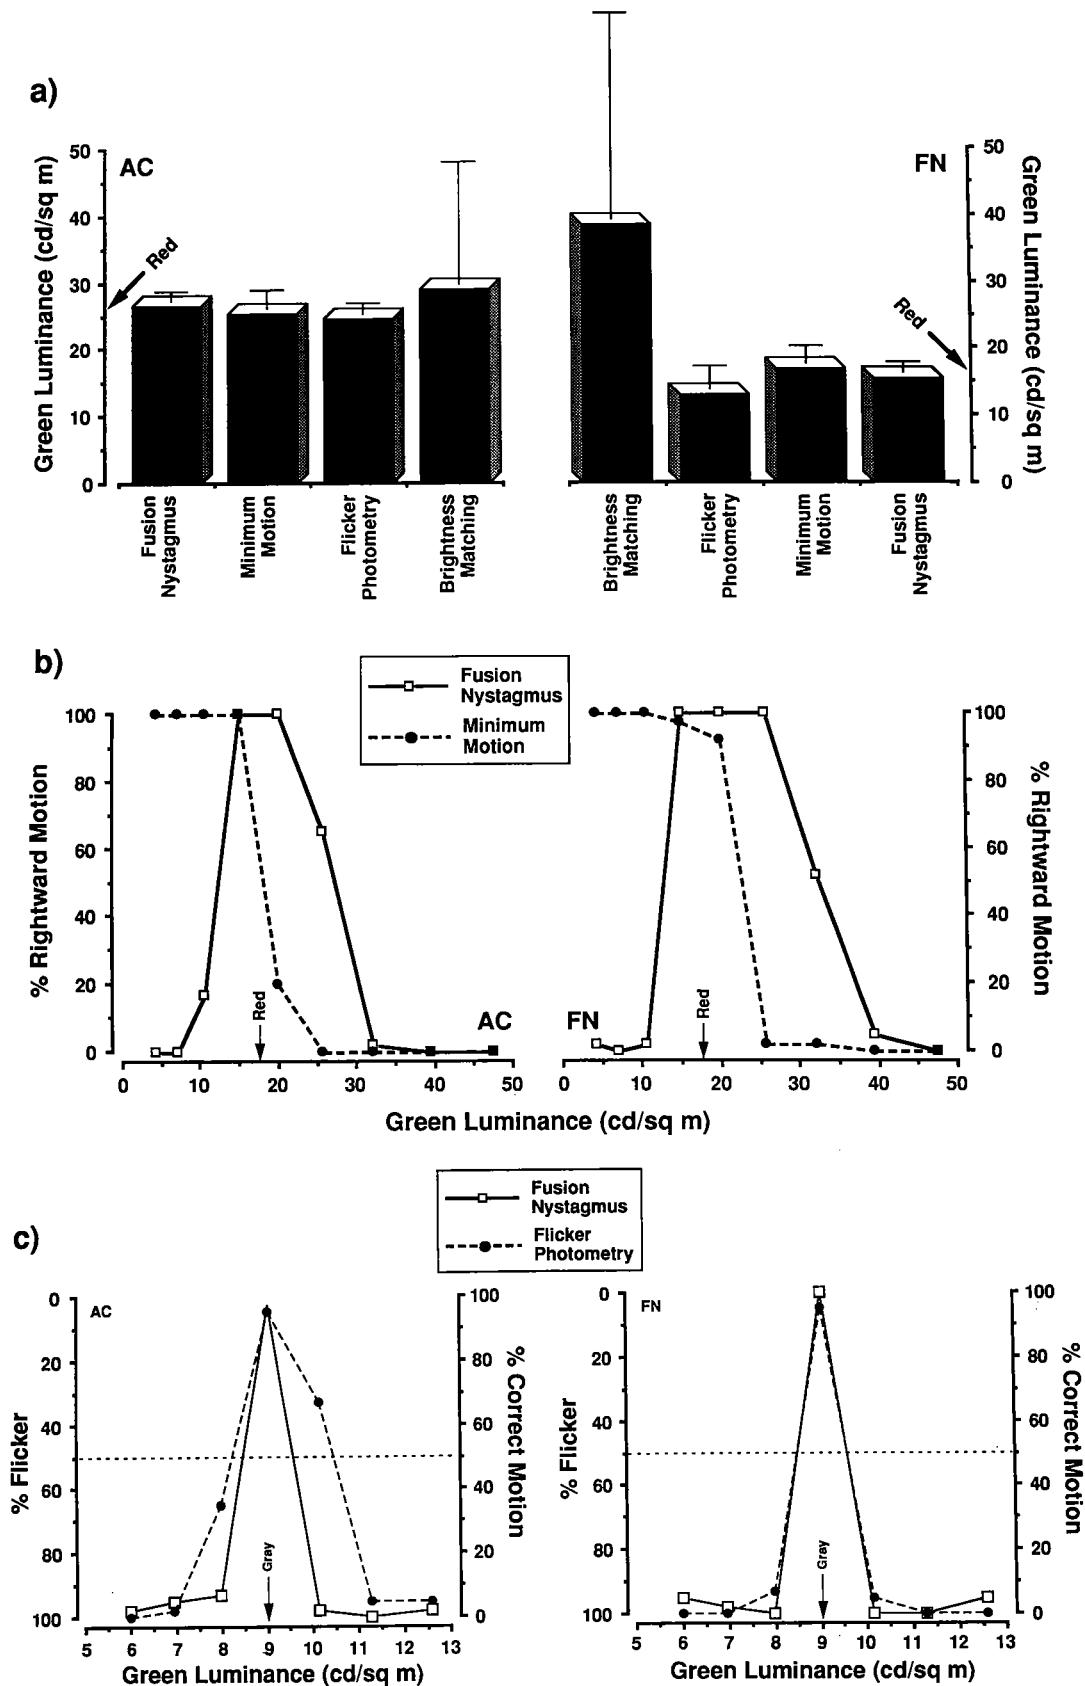 a)
AC
FN
Green Luminance (cd/sq m)
50
40
30
20
10
0
Red
Fusion
Nystagmus
Minimum
Motion
Flicker
Photometry
Brightness
Matching
Brightness
Matching
Flicker
Photometry
Minimum
Motion
Fusion
Nystagmus
Red
50
40
30
20
10
0
Green Luminance (cd/sq m)
b)
Fusion
Nystagmus
Minimum
Motion
% Rightward Motion
100
80
60
40
20
0
Red
AC
0 10 20 30 40 50
FN
Red
0 10 20 30 40 50
100
80
60
40
20
0
% Rightward Motion
Green Luminance (cd/sq m)
c)
Fusion
Nystagmus
Flicker
Photometry
% Flicker
0
20
40
60
80
100
AC
Gray
100
80
60
40
20
0
% Correct Motion
5 6 7 8 9 10 11 12 13
Green Luminance (cd/sq m)
% Flicker
0
20
40
60
80
100
FN
Gray
100
80
60
40
20
0
% Correct Motion
5 6 7 8 9 10 11 12 13
Green Luminance (cd/sq m)